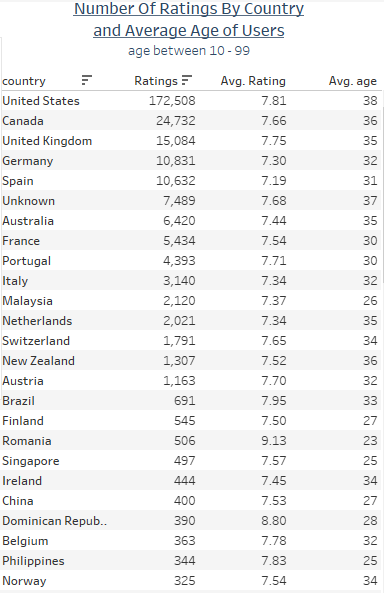 Number Of Ratings By Country
and Average Age of Users
age between 10 - 99
country Ratings Avg. Rating Avg. age
United States 172,508 7.81 38
Canada 24,732 7.66 36
United Kingdom 15,084 7.75 35
Germany 10,831 7.30 32
Spain 10,632 7.19 31
Unknown 7,489 7.68 37
Australia 6,420 7.44 35
France 5,434 7.54 30
Portugal 4,393 7.71 30
Italy 3,140 7.34 32
Malaysia 2,120 7.37 26
Netherlands 2,021 7.34 35
Switzerland 1,791 7.65 34
New Zealand 1,307 7.52 36
Austria 1,163 7.70 32
Brazil 691 7.95 33
Finland 545 7.50 27
Romania 506 9.13 23
Singapore 497 7.57 25
Ireland 444 7.45 34
China 400 7.53 27
Dominican Repub.. 390 8.80 28
Belgium 363 7.78 32
Philippines 344 7.83 25
Norway 325 7.54 34